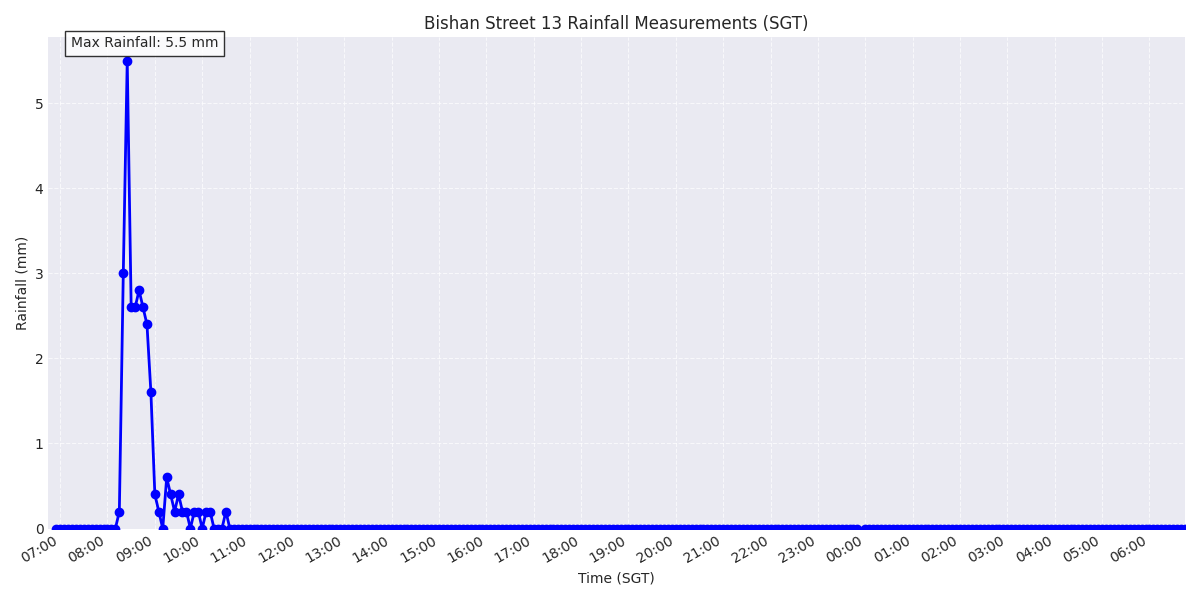 Bishan Street 13 Rainfall Measurements (SGT)
Max Rainfall: 5.5 mm
Rainfall (mm)
5
4
3
2
1
0
07:00 08:00 09:00 10:00 11:00 12:00 13:00 14:00 15:00 16:00 17:00 18:00 19:00 20:00 21:00 22:00 23:00 00:00 01:00 02:00 03:00 04:00 05:00 06:00
Time (SGT)